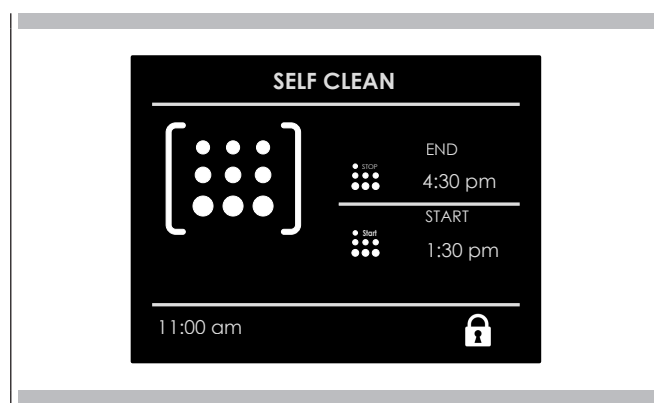 SELF CLEAN
STOP
END
4:30 pm
Start
START
1:30 pm
11:00 am